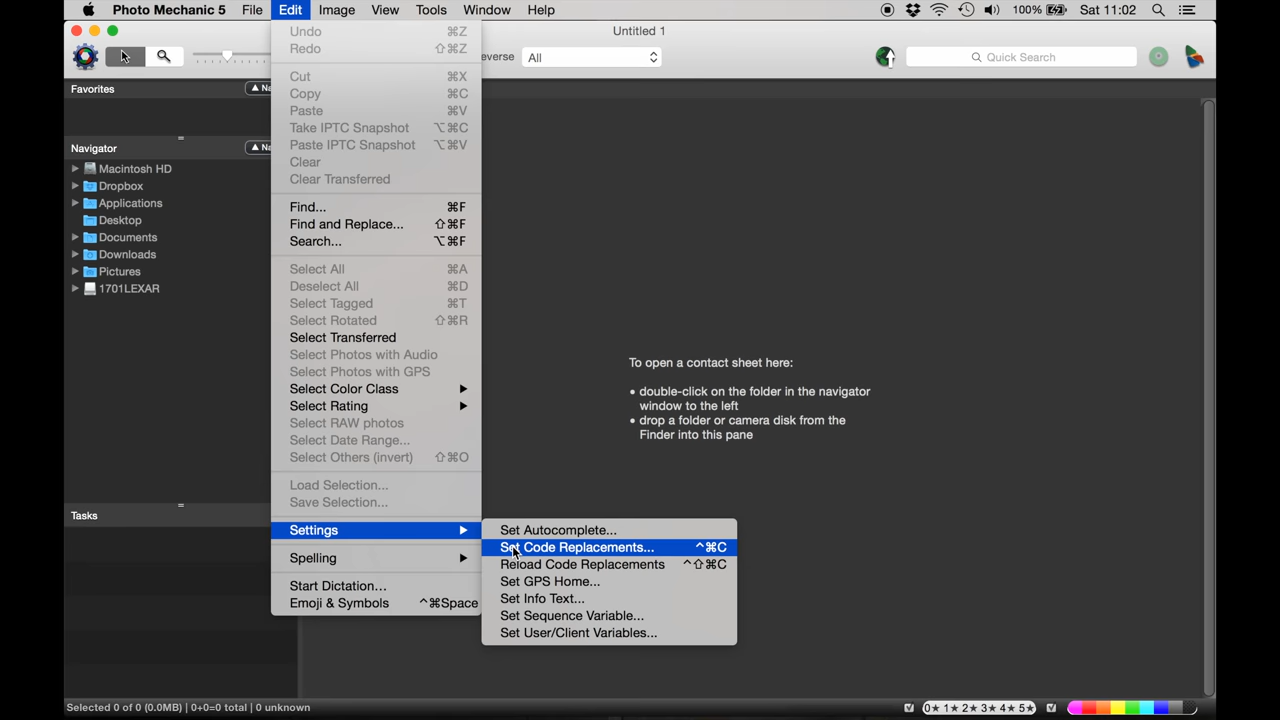 Photo Mechanic 5 File Edit Image View Tools Window Help 100% Sat 11:02
Untitled 1
everse All Quick Search
Favorites ▲ Na
Navigator ▲ Na
Macintosh HD
Dropbox
Applications
Desktop
Documents
Downloads
Pictures
1701LEXAR
Tasks
Undo ⌘Z
Redo ⇧⌘Z
Cut ⌘X
Copy ⌘C
Paste ⌘V
Take IPTC Snapshot ⌥⌘C
Paste IPTC Snapshot ⌥⌘V
Clear
Clear Transferred
Find... ⌘F
Find and Replace... ⇧⌘F
Search... ⌥⌘F
Select All ⌘A
Deselect All ⌘D
Select Tagged ⌘T
Select Rotated ⇧⌘R
Select Transferred
Select Photos with Audio
Select Photos with GPS
Select Color Class ▶
Select Rating ▶
Select RAW photos
Select Date Range...
Select Others (invert) ⇧⌘O
Load Selection...
Save Selection...
Settings ▶
Spelling ▶
Start Dictation...
Emoji & Symbols ^⌘Space
Set Autocomplete...
Set Code Replacements... ^⌘C
Reload Code Replacements ^⇧⌘C
Set GPS Home...
Set Info Text...
Set Sequence Variable...
Set User/Client Variables...
To open a contact sheet here:
• double-click on the folder in the navigator
window to the left
• drop a folder or camera disk from the
Finder into this pane
Selected 0 of 0 (0.0MB) | 0+0=0 total | 0 unknown 0★ 1★ 2★ 3★ 4★ 5★